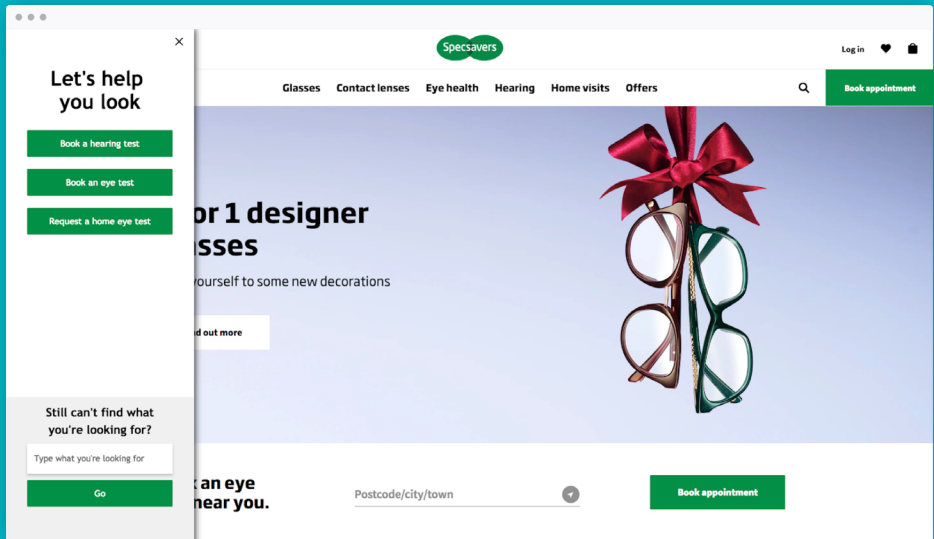 Let's help
you look
Book a hearing test
Book an eye test
Request a home eye test
Still can't find what
you're looking for?
Type what you're looking for
Go
Specsavers
Log in
Glasses Contact lenses Eye health Hearing Home visits Offers
Book appointment
or 1 designer
sses
yourself to some new decorations
d out more
an eye
near you.
Postcode/city/town
Book appointment